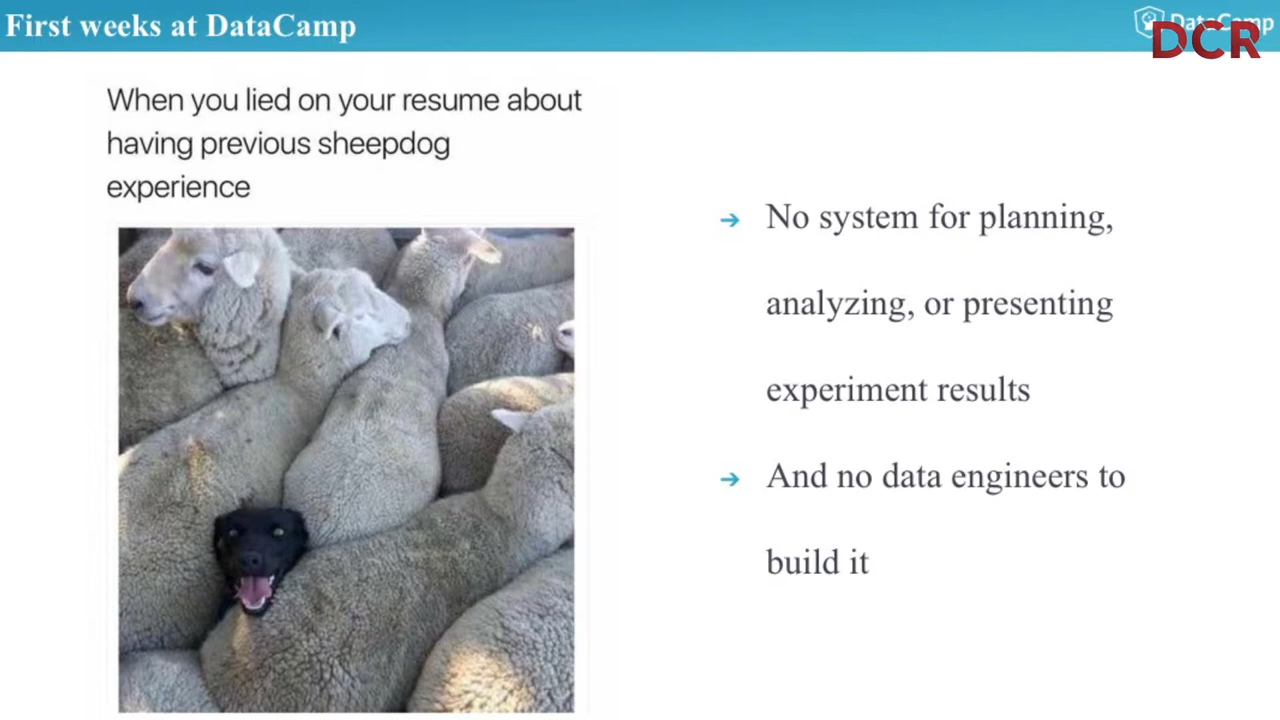 First weeks at DataCamp
DataCamp
DCR
When you lied on your resume about
having previous sheepdog
experience
→ No system for planning,
analyzing, or presenting
experiment results
→ And no data engineers to
build it